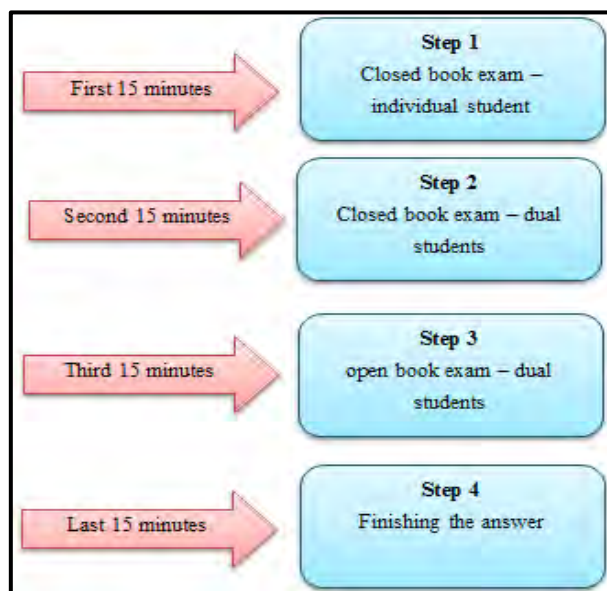 First 15 minutes
Step 1
Closed book exam –
individual student
Second 15 minutes
Step 2
Closed book exam – dual
students
Third 15 minutes
Step 3
open book exam – dual
students
Last 15 minutes
Step 4
Finishing the answer